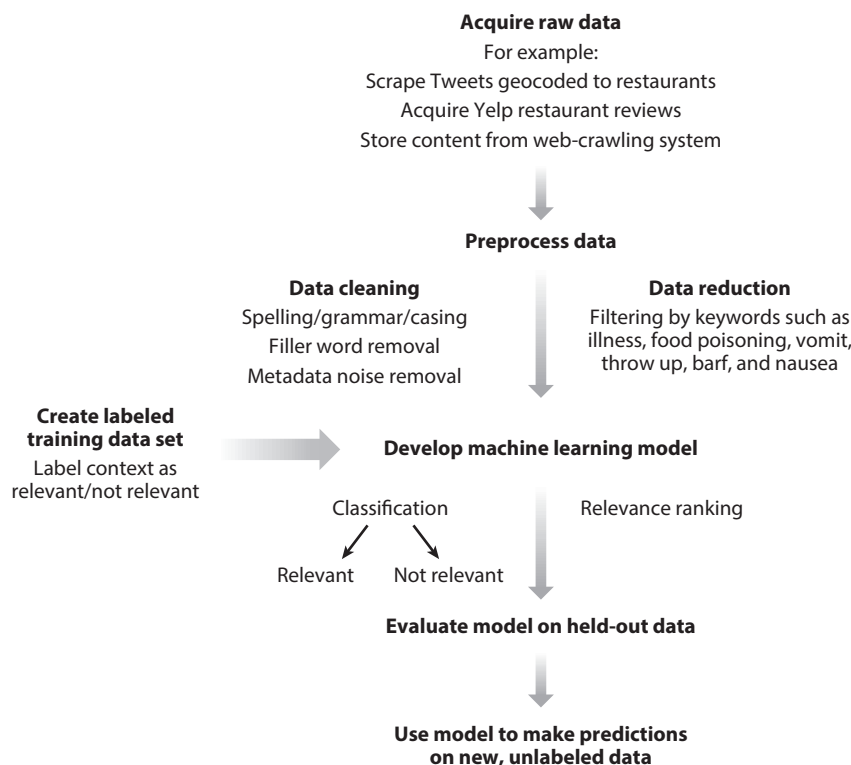 Acquire raw data
For example:
Scrape Tweets geocoded to restaurants
Acquire Yelp restaurant reviews
Store content from web-crawling system
Preprocess data
Data cleaning
Spelling/grammar/casing
Filler word removal
Metadata noise removal
Data reduction
Filtering by keywords such as
illness, food poisoning, vomit,
throw up, barf, and nausea
Create labeled
training data set
Label context as
relevant/not relevant
Develop machine learning model
Classification
Relevant
Not relevant
Relevance ranking
Evaluate model on held-out data
Use model to make predictions
on new, unlabeled data